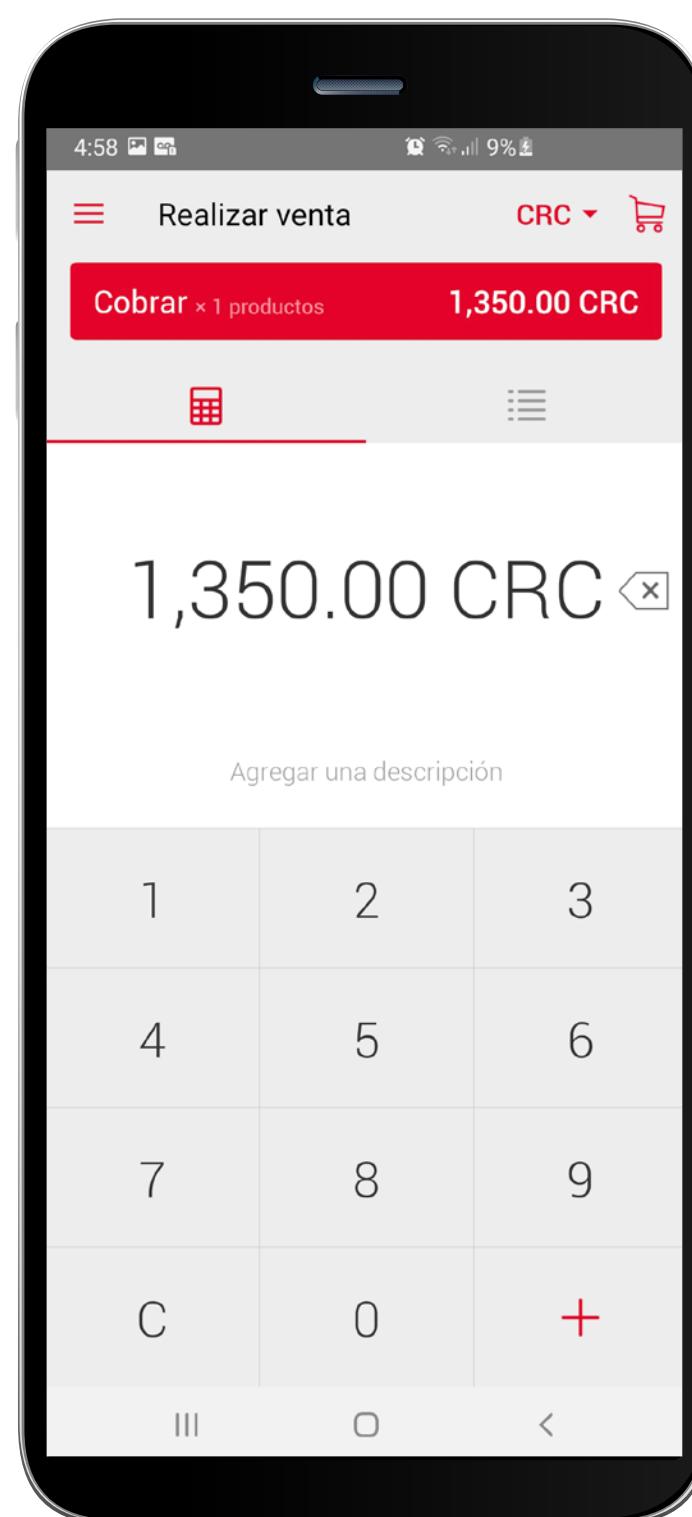 4:58 9%
Realizar venta CRC
Cobrar × 1 productos 1,350.00 CRC
1,350.00 CRC
Agregar una descripción
1 2 3
4 5 6
7 8 9
C 0 +